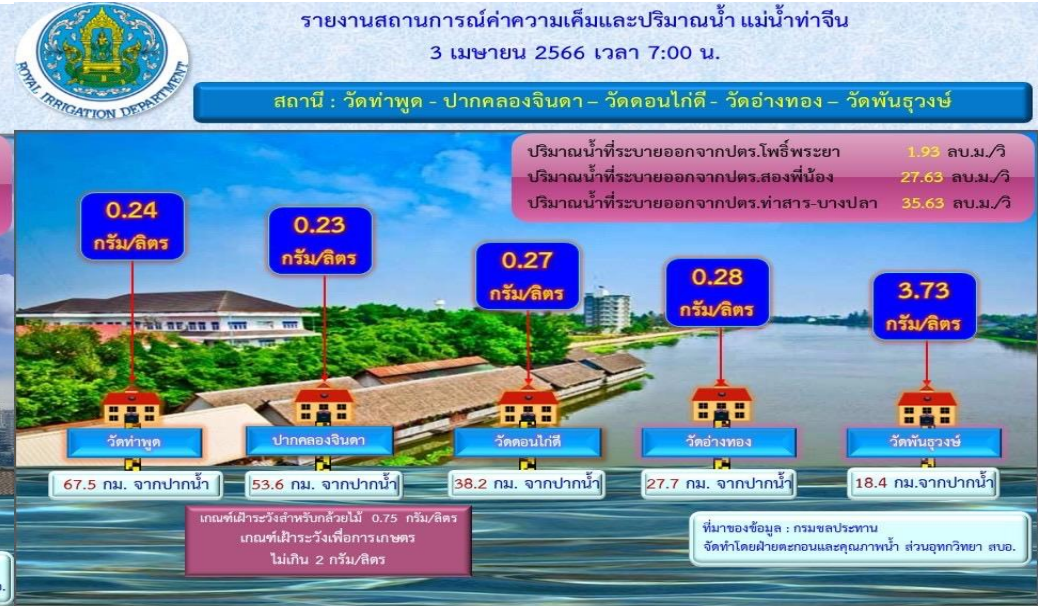 รายงานสถานการณ์ค่าความเค็มและปริมาณน้ำ แม่น้ำท่าจีน
3 เมษายน 2566 เวลา 7:00 น.
ROYAL IRRIGATION DEPARTMENT
สถานี : วัดท่าพูด - ปากคลองจินดา – วัดดอนไก่ดี - วัดอ่างทอง – วัดพันธุวงษ์
ปริมาณน้ำที่ระบายออกจากปตร.โพธิ์พระยา 1.93 ลบ.ม./วิ
ปริมาณน้ำที่ระบายออกจากปตร.สองพี่น้อง 27.63 ลบ.ม./วิ
ปริมาณน้ำที่ระบายออกจากปตร.ท่าสาร-บางปลา 35.63 ลบ.ม./วิ
0.24
กรัม/ลิตร
0.23
กรัม/ลิตร
0.27
กรัม/ลิตร
0.28
กรัม/ลิตร
3.73
กรัม/ลิตร
วัดท่าพูด
ปากคลองจินดา
วัดดอนไก่ดี
วัดอ่างทอง
วัดพันธุวงษ์
67.5 กม. จากปากน้ำ
53.6 กม. จากปากน้ำ
38.2 กม. จากปากน้ำ
27.7 กม. จากปากน้ำ
18.4 กม.จากปากน้ำ
เกณฑ์เฝ้าระวังสำหรับกล้วยไม้ 0.75 กรัม/ลิตร
เกณฑ์เฝ้าระวังเพื่อการเกษตร
ไม่เกิน 2 กรัม/ลิตร
ที่มาของข้อมูล : กรมชลประทาน
จัดทำโดยฝ่ายตะกอนและคุณภาพน้ำ ส่วนอุทกวิทยา สบอ.